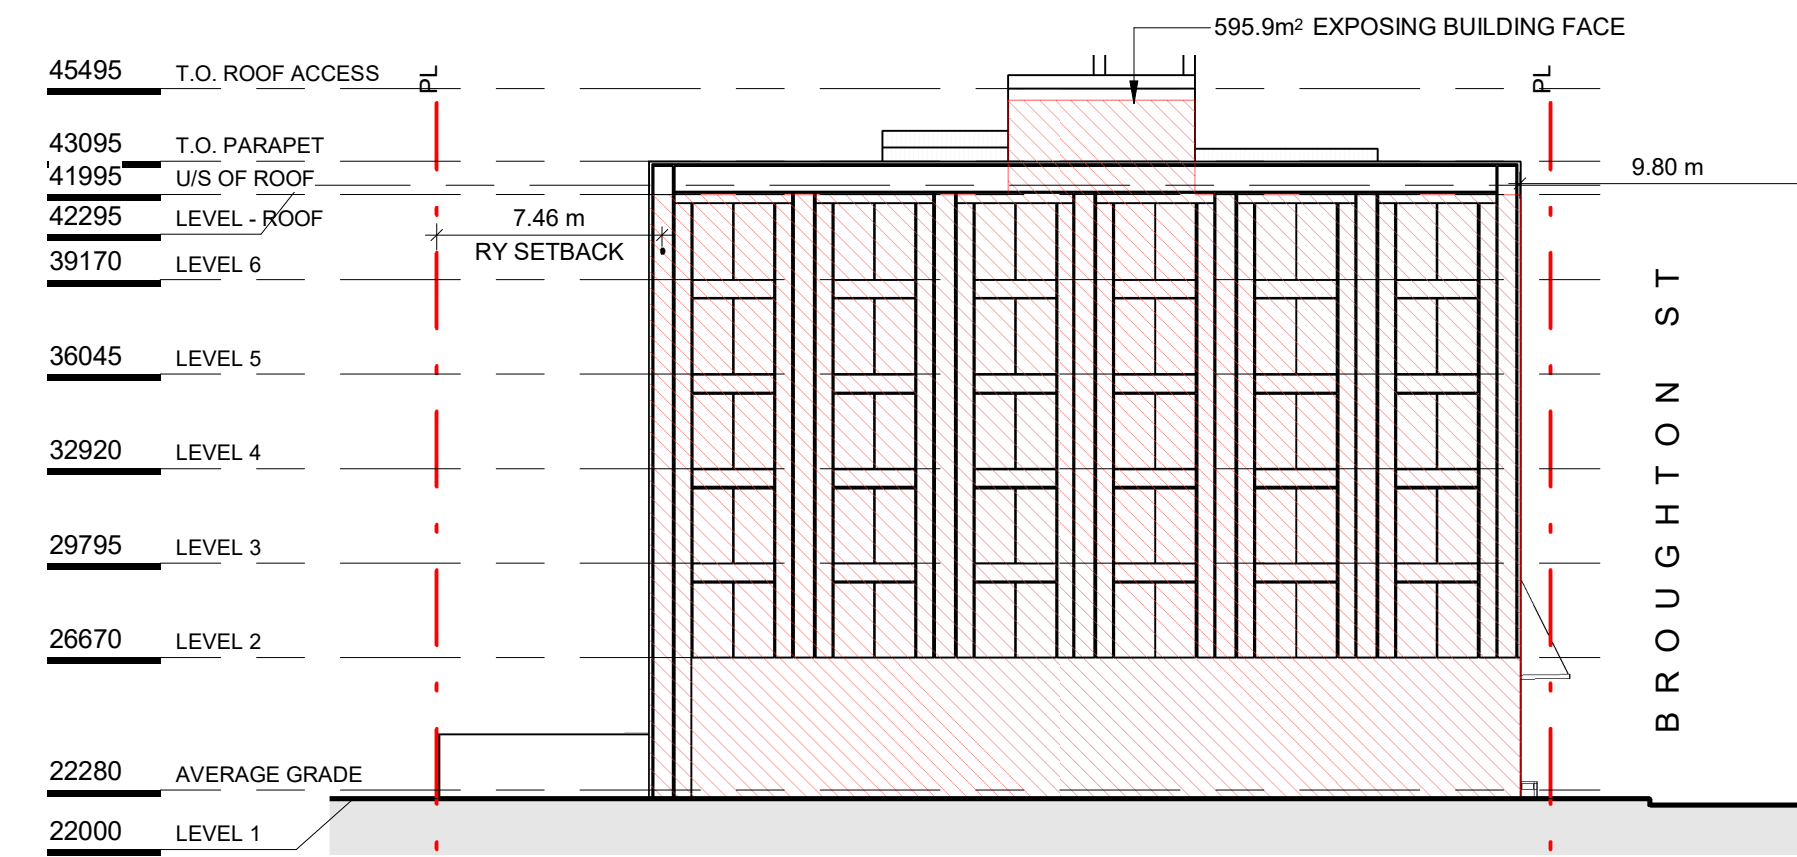 595.9m² EXPOSING BUILDING FACE
45495 T.O. ROOF ACCESS
PL
PL
43095 T.O. PARAPET
41995 U/S OF ROOF
9.80 m
42295 LEVEL - ROOF
7.46 m
RY SETBACK
39170 LEVEL 6
36045 LEVEL 5
32920 LEVEL 4
29795 LEVEL 3
26670 LEVEL 2
22280 AVERAGE GRADE
22000 LEVEL 1
BROUGHTON ST